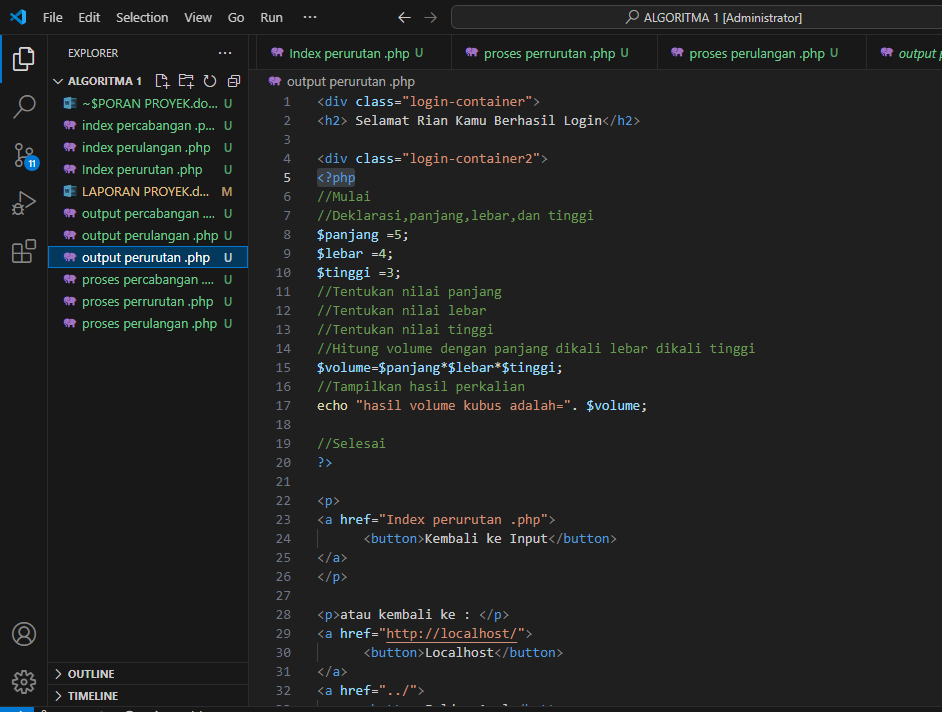 File Edit Selection View Go Run ··· ALGORITMA 1 [Administrator]
EXPLORER ···
ALGORITMA 1
~$PORAN PROYEK.do... U
index percabangan .p... U
index perulangan .php U
Index perurutan .php U
LAPORAN PROYEK.d... M
output percabangan .... U
output perulangan .php U
output perurutan .php U
proses percabangan .... U
proses perrurutan .php U
proses perulangan .php U
OUTLINE
TIMELINE
11
Index perurutan .php U proses perrurutan .php U proses perulangan .php U output
output perurutan .php
1 <div class="login-container">
2 <h2> Selamat Rian Kamu Berhasil Login</h2>
3
4 <div class="login-container2">
5 <?php
6 //Mulai
7 //Deklarasi,panjang,lebar,dan tinggi
8 $panjang =5;
9 $lebar =4;
10 $tinggi =3;
11 //Tentukan nilai panjang
12 //Tentukan nilai lebar
13 //Tentukan nilai tinggi
14 //Hitung volume dengan panjang dikali lebar dikali tinggi
15 $volume=$panjang*$lebar*$tinggi;
16 //Tampilkan hasil perkalian
17 echo "hasil volume kubus adalah=". $volume;
18
19 //Selesai
20 ?>
21
22 <p>
23 <a href="Index perurutan .php">
24 <button>Kembali ke Input</button>
25 </a>
26 </p>
27
28 <p>atau kembali ke : </p>
29 <a href="http://localhost/">
30 <button>Localhost</button>
31 </a>
32 <a href="../">